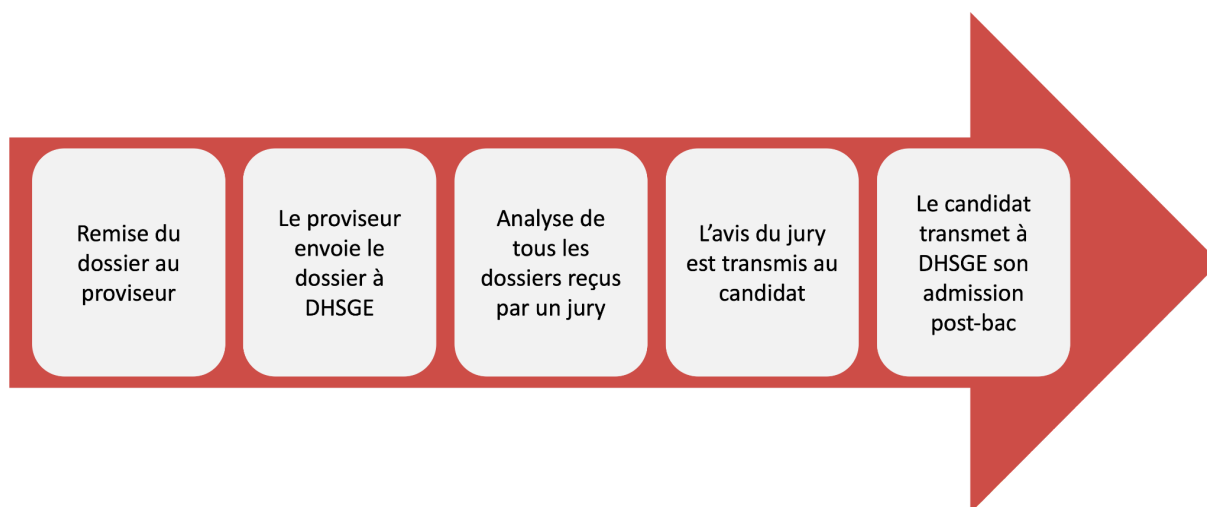 Remise du
dossier au
proviseur
Le proviseur
envoie le
dossier à
DHSGE
Analyse de
tous les
dossiers reçus
par un jury
L’avis du jury
est transmis au
candidat
Le candidat
transmet à
DHSGE son
admission
post-bac